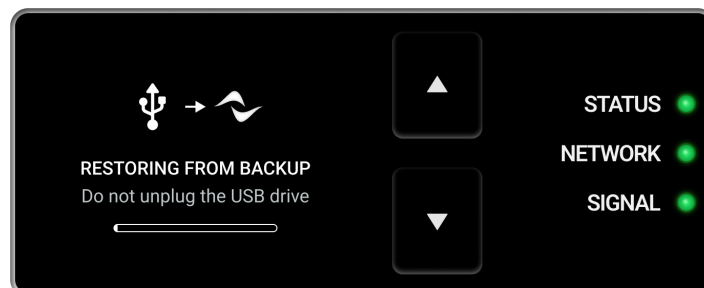 RESTORING FROM BACKUP
Do not unplug the USB drive
STATUS
NETWORK
SIGNAL